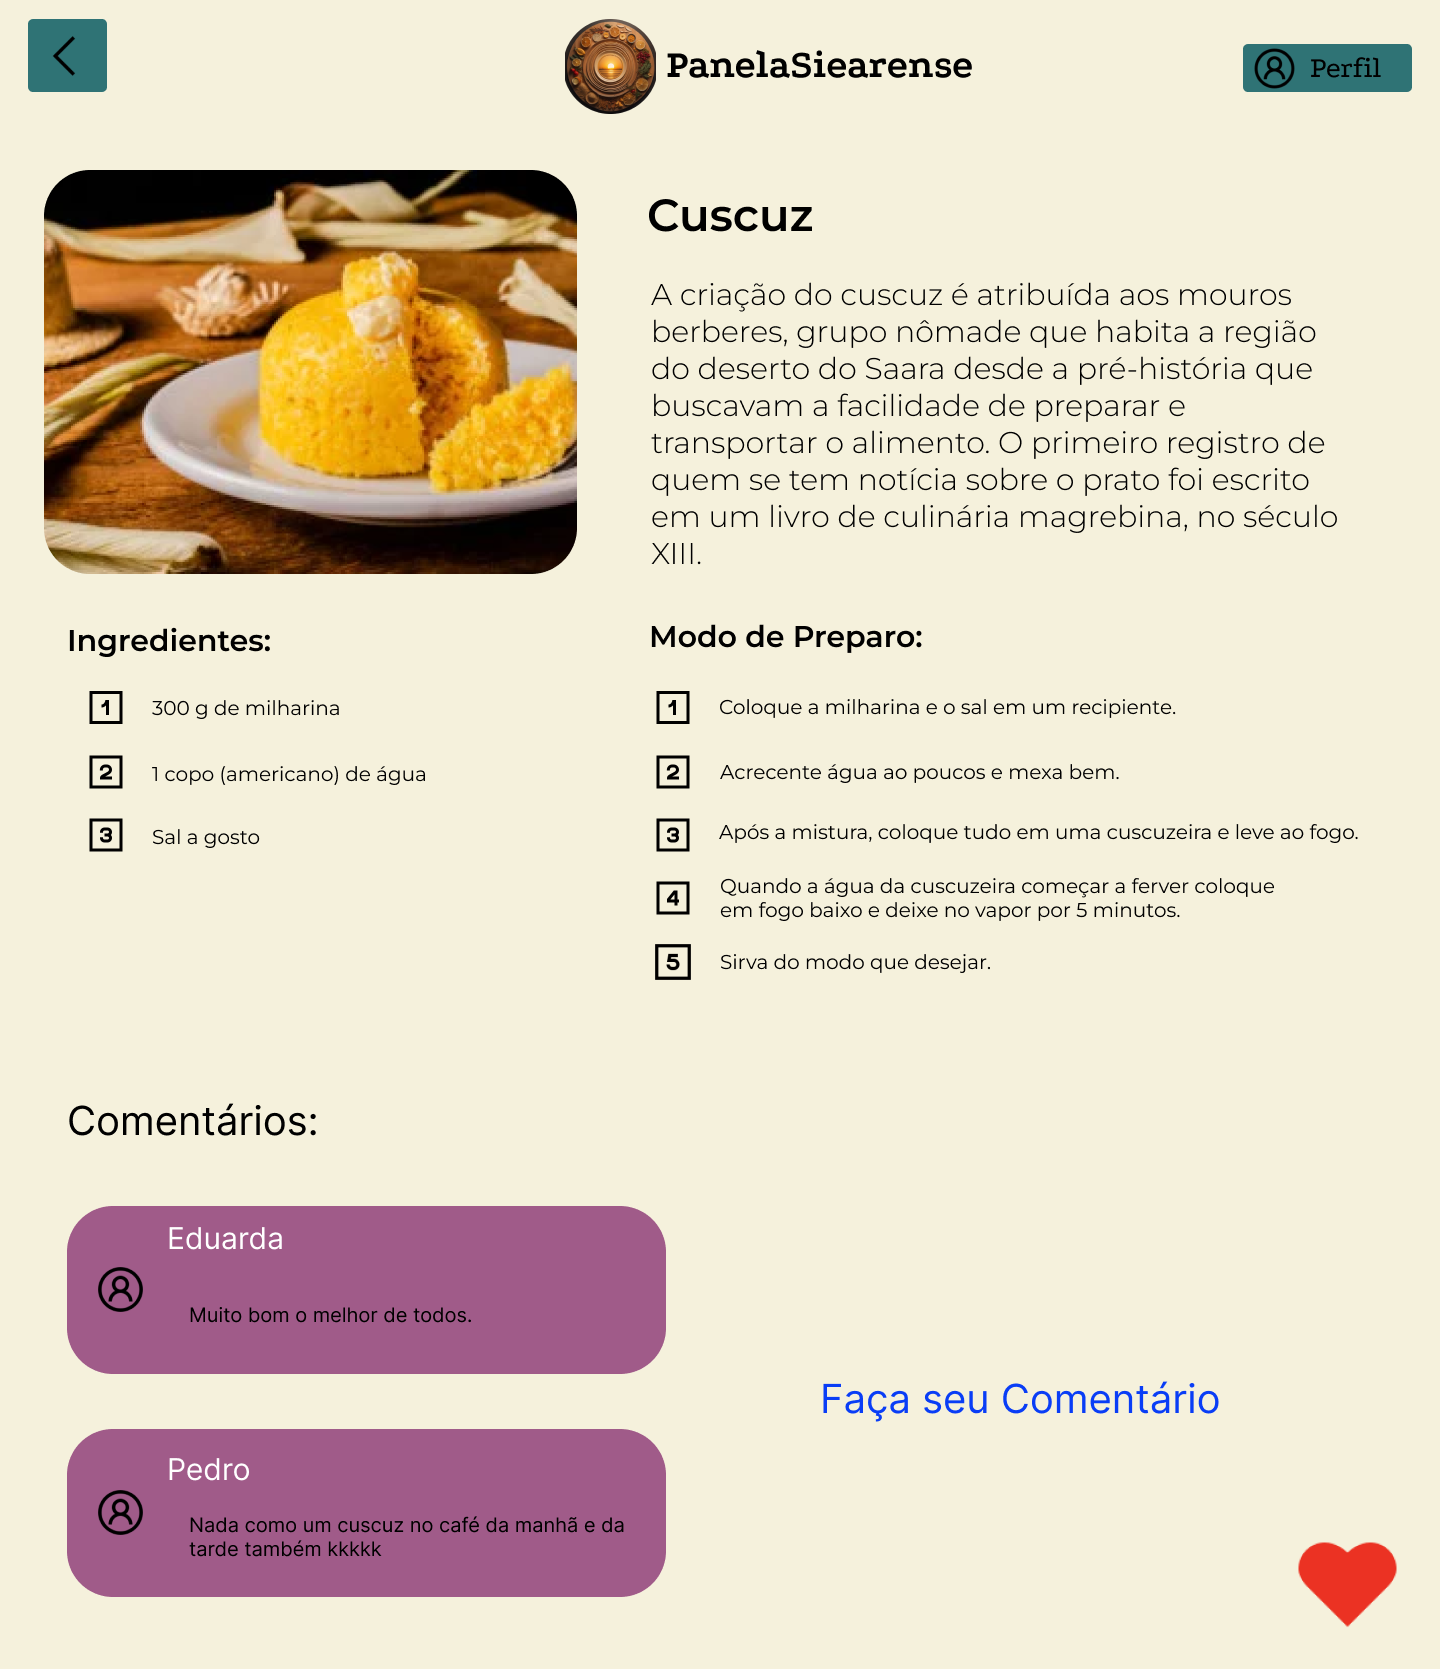 PanelaSiearense
Perfil
Cuscuz
A criação do cuscuz é atribuída aos mouros
berberes, grupo nômade que habita a região
do deserto do Saara desde a pré-história que
buscavam a facilidade de preparar e
transportar o alimento. O primeiro registro de
quem se tem notícia sobre o prato foi escrito
em um livro de culinária magrebina, no século
XIII.
Ingredientes:
1 300 g de milharina
2 1 copo (americano) de água
3 Sal a gosto
Modo de Preparo:
1 Coloque a milharina e o sal em um recipiente.
2 Acrecente água ao poucos e mexa bem.
3 Após a mistura, coloque tudo em uma cuscuzeira e leve ao fogo.
4 Quando a água da cuscuzeira começar a ferver coloque
em fogo baixo e deixe no vapor por 5 minutos.
5 Sirva do modo que desejar.
Comentários:
Eduarda
Muito bom o melhor de todos.
Pedro
Nada como um cuscuz no café da manhã e da
tarde também kkkkk
Faça seu Comentário